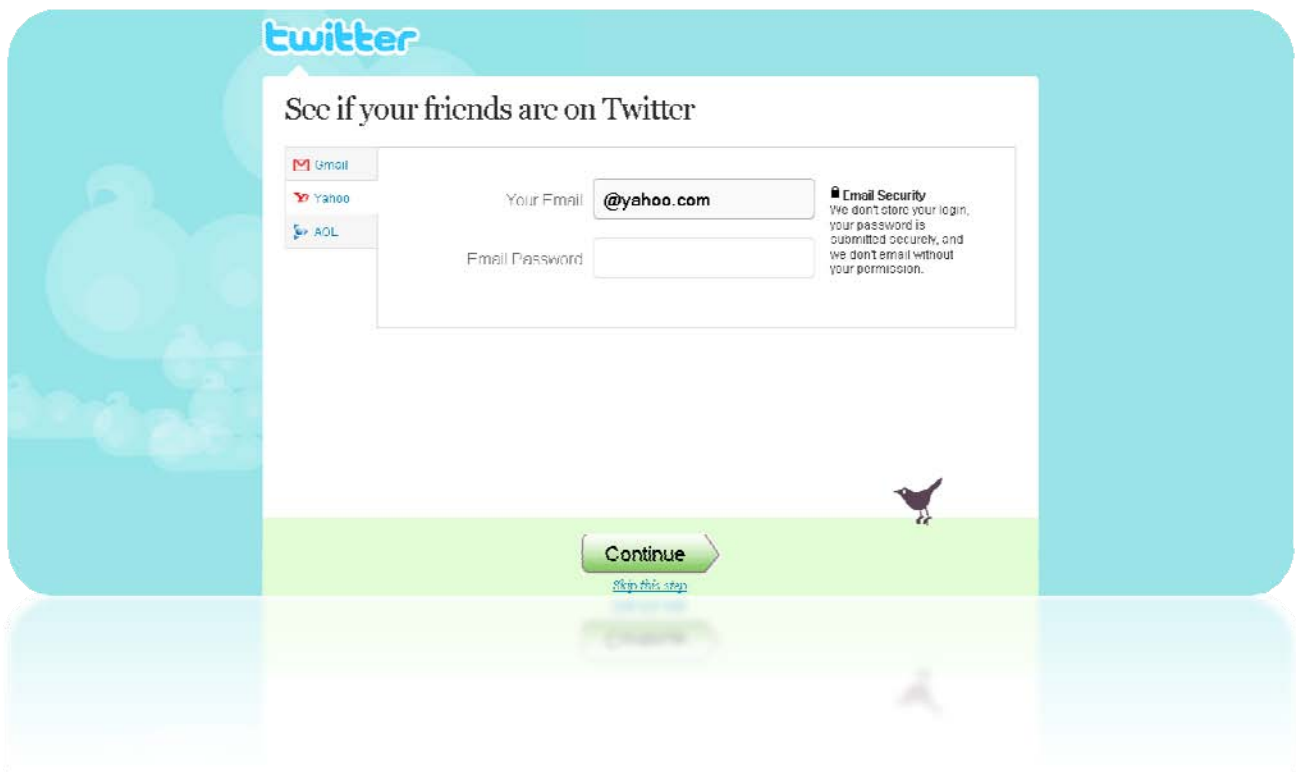 twitter
See if your friends are on Twitter
Gmail
Yahoo
AOL
Your Email
@yahoo.com
Email Password
Email Security
We don't store your login,
your password is
submitted securely, and
we don't email without
your permission.
Continue
Skip this step